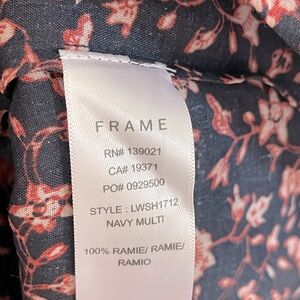 FRAME
RN# 139021
CA# 19371
PO# 0929500
STYLE : LWSH1712
NAVY MULTI
100% RAMIE/ RAMIE/
RAMIO